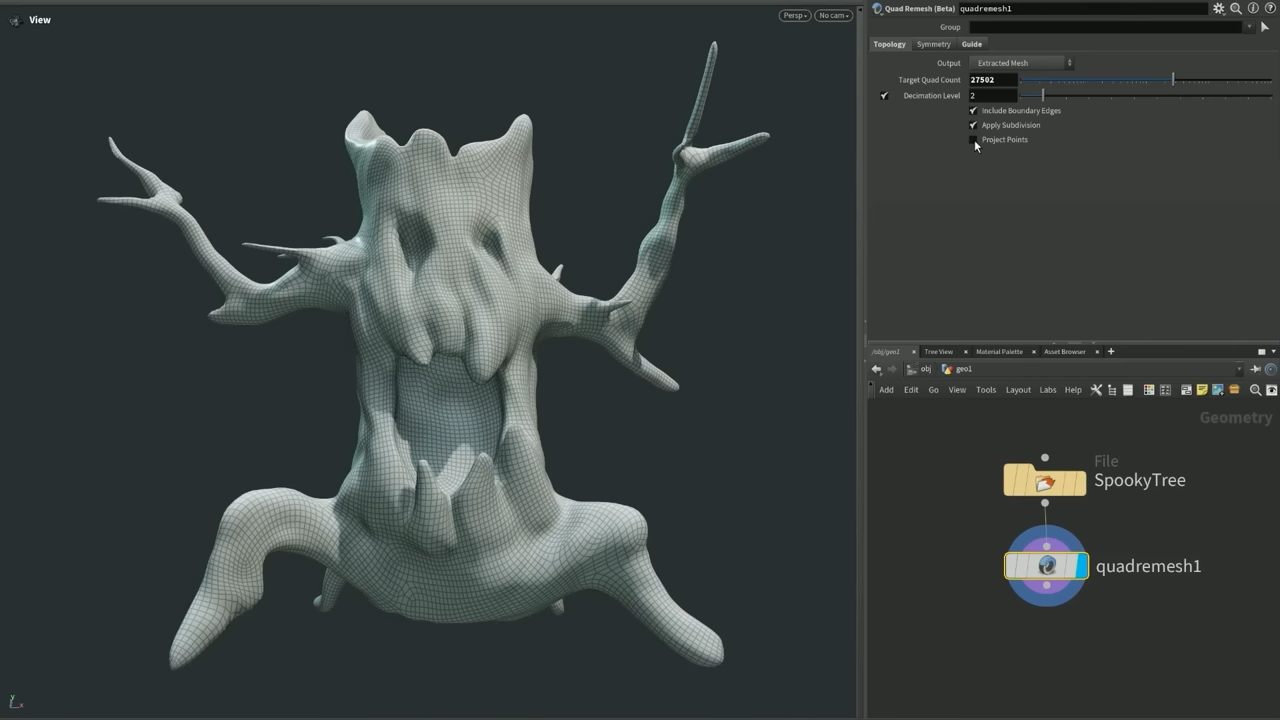 View
Persp
No cam
Quad Remesh (Beta) quadremesh1
Group
Topology Symmetry Guide
Output Extracted Mesh
Target Quad Count 27502
Decimation Level 2
Include Boundary Edges
Apply Subdivision
Project Points
/obj/geo1 Tree View Material Palette Asset Browser
obj geo1
Add Edit Go View Tools Layout Labs Help
Geometry
File
SpookyTree
quadremesh1
y
x